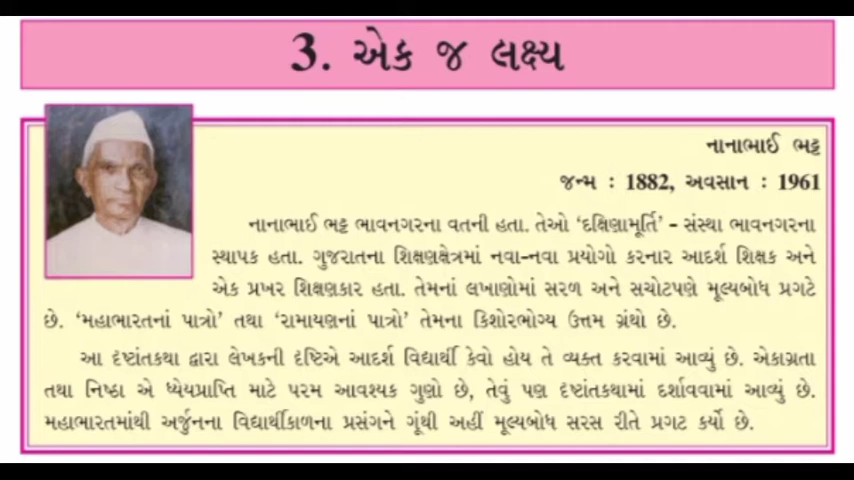 3. એક જ લક્ષ્ય
નાનાભાઈ ભટ્ટ
જન્મ : 1882, અવસાન : 1961
નાનાભાઈ ભટ્ટ ભાવનગરના વતની હતા. તેઓ ‘દક્ષિણામૂર્તિ’ – સંસ્થા ભાવનગરના
સ્થાપક હતા. ગુજરાતના શિક્ષણક્ષેત્રમાં નવા-નવા પ્રયોગો કરનાર આદર્શ શિક્ષક અને
એક પ્રખર શિક્ષણકાર હતા. તેમનાં લખાણોમાં સરળ અને સચોટપણે મૂલ્યબોધ પ્રગટે
છે. ‘મહાભારતનાં પાત્રો’ તથા ‘રામાયણનાં પાત્રો’ તેમના કિશોરભોગ્ય ઉત્તમ ગ્રંથો છે.
આ દૃષ્ટાંતકથા દ્વારા લેખકની દૃષ્ટિએ આદર્શ વિદ્યાર્થી કેવો હોય તે વ્યક્ત કરવામાં આવ્યું છે. એકાગ્રતા
તથા નિષ્ઠા એ ધ્યેયપ્રાપ્તિ માટે પરમ આવશ્યક ગુણો છે, તેવું પણ દૃષ્ટાંતકથામાં દર્શાવવામાં આવ્યું છે.
મહાભારતમાંથી અર્જુનના વિદ્યાર્થીકાળના પ્રસંગને ગૂંથી અહીં મૂલ્યબોધ સરસ રીતે પ્રગટ કર્યો છે.